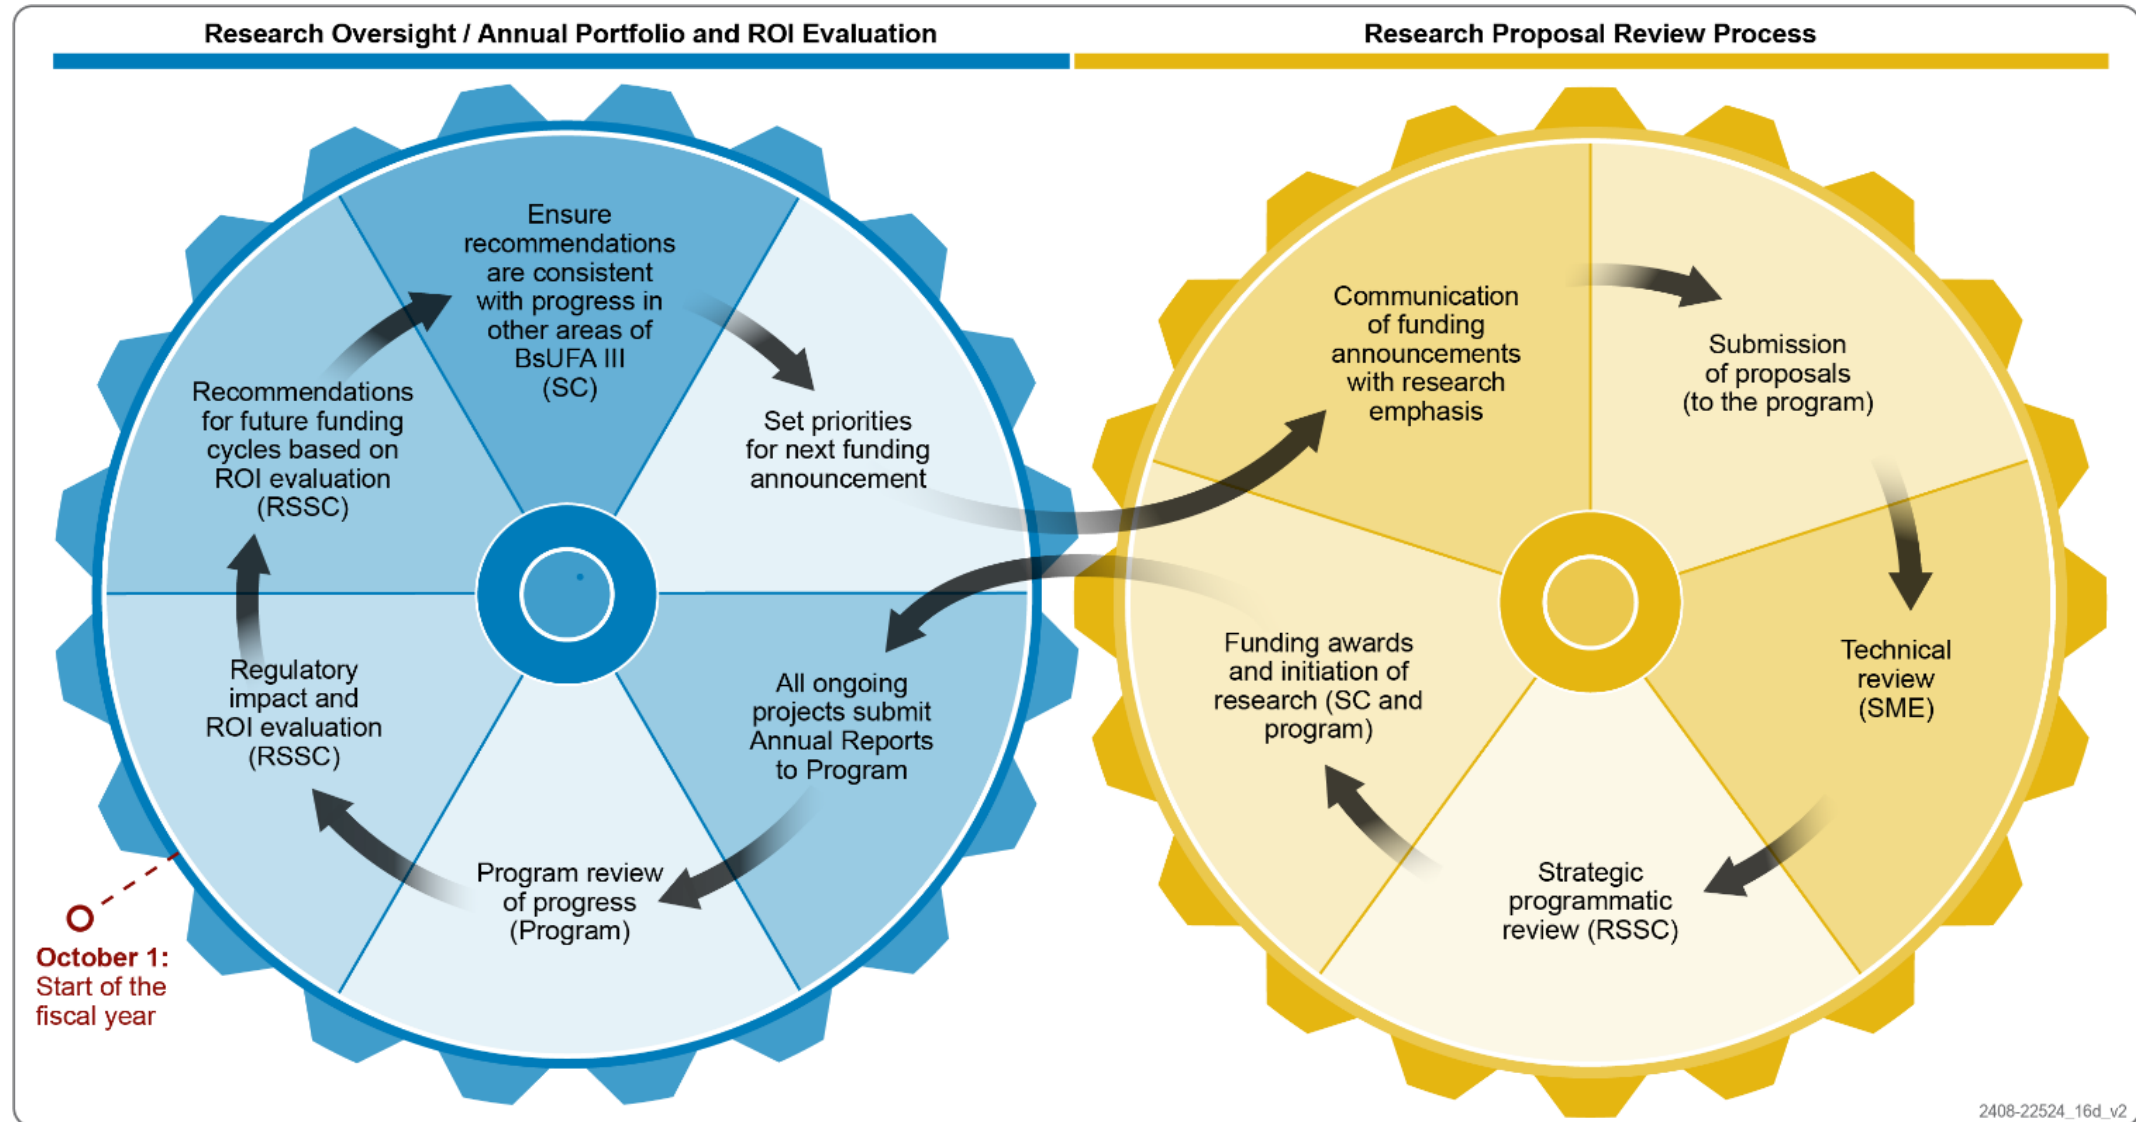 Research Oversight / Annual Portfolio and ROI Evaluation
Research Proposal Review Process
Ensure
recommendations
are consistent
with progress in
other areas of
BsUFA III
(SC)
Set priorities
for next funding
announcement
All ongoing
projects submit
Annual Reports
to Program
Program review
of progress
(Program)
Regulatory
impact and
ROI evaluation
(RSSC)
Recommendations
for future funding
cycles based on
ROI evaluation
(RSSC)
October 1:
Start of the
fiscal year
Communication
of funding
announcements
with research
emphasis
Submission
of proposals
(to the program)
Technical
review
(SME)
Strategic
programmatic
review (RSSC)
Funding awards
and initiation of
research (SC and
program)
2408-22524_16d_v2